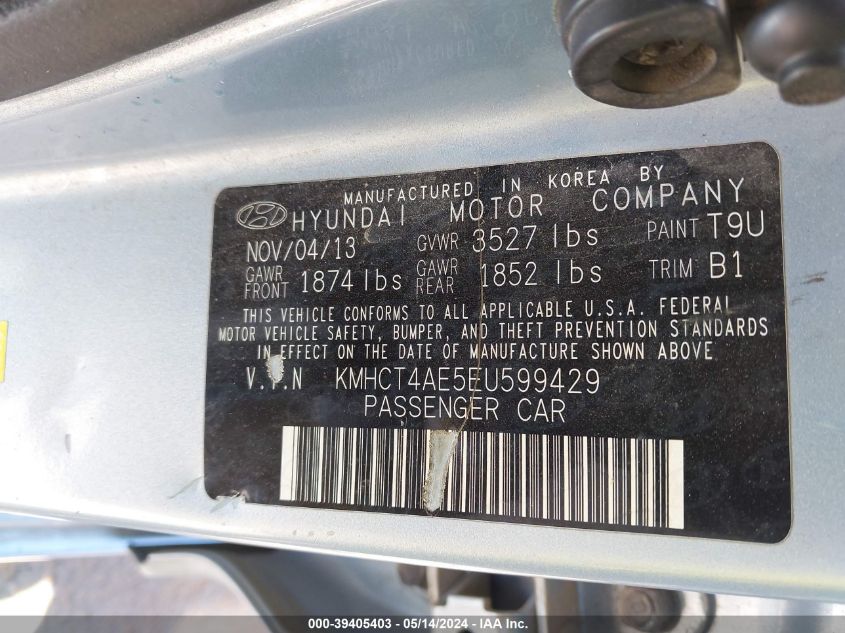 MANUFACTURED IN KOREA BY
HYUNDAI MOTOR COMPANY
NOV/04/13 GVWR 3527 lbs PAINT T9U
GAWR FRONT 1874 lbs GAWR REAR 1852 lbs TRIM B1
THIS VEHICLE CONFORMS TO ALL APPLICABLE U.S.A. FEDERAL
MOTOR VEHICLE SAFETY, BUMPER, AND THEFT PREVENTION STANDARDS
IN EFFECT ON THE DATE OF MANUFACTURE SHOWN ABOVE
V.I.N KMHCT4AE5EU599429
PASSENGER CAR
000-39405403 - 05/14/2024 - IAA Inc.